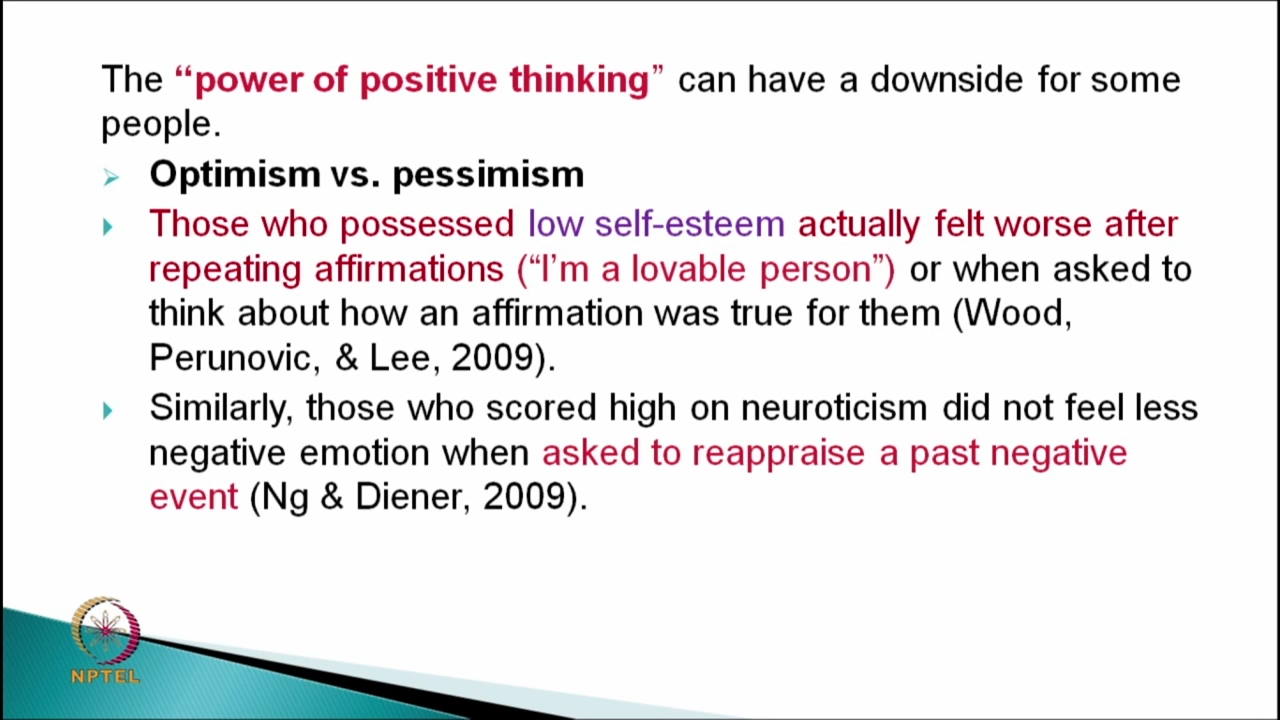 The “power of positive thinking” can have a downside for some
people.
Optimism vs. pessimism
Those who possessed low self-esteem actually felt worse after
repeating affirmations (“I’m a lovable person”) or when asked to
think about how an affirmation was true for them (Wood,
Perunovic, & Lee, 2009).
Similarly, those who scored high on neuroticism did not feel less
negative emotion when asked to reappraise a past negative
event (Ng & Diener, 2009).
NPTEL